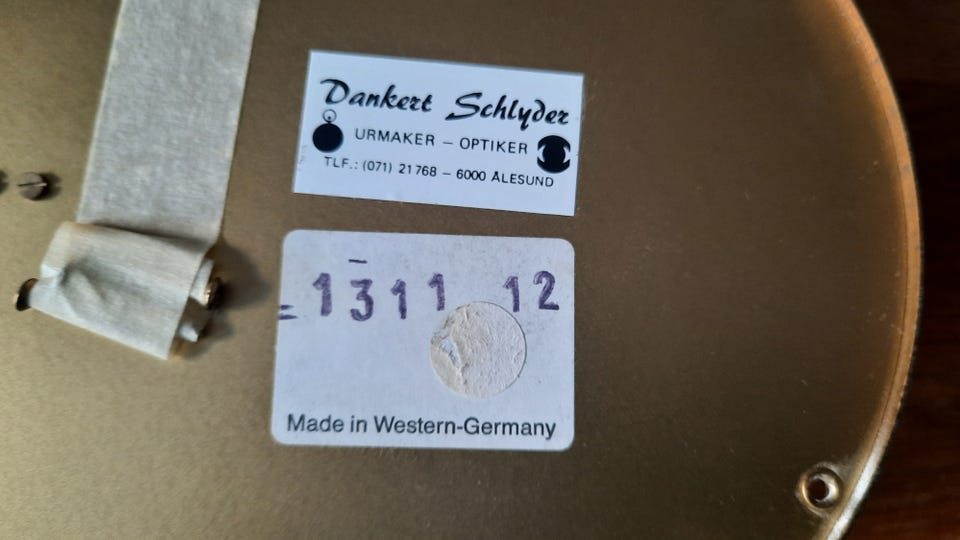 Dankert Schlyder
URMAKER – OPTIKER
TLF.: (071) 21768 – 6000 ÅLESUND
1311 12
Made in Western-Germany